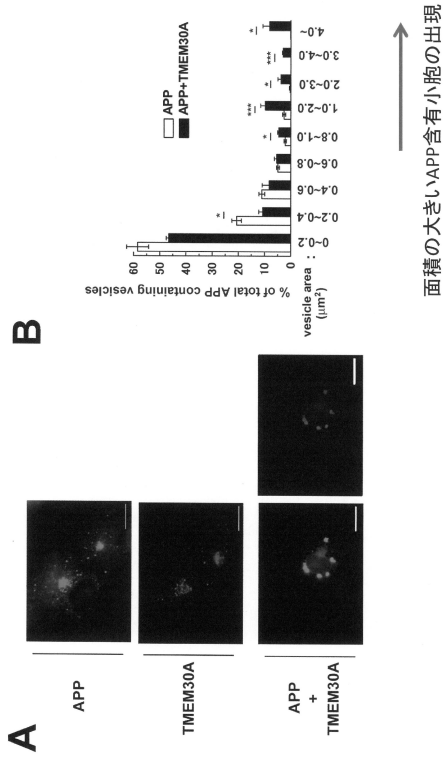 A
APP
TMEM30A
APP
+
TMEM30A
B
% of total APP containing vesicles
60
50
40
30
20
10
0
APP
APP+TMEM30A
*
*
***
*
***
*
vesicle area :
(μm²)
0~0.2
0.2~0.4
0.4~0.6
0.6~0.8
0.8~1.0
1.0~2.0
2.0~3.0
3.0~4.0
4.0~
面積の大きいAPP含有小胞の出現